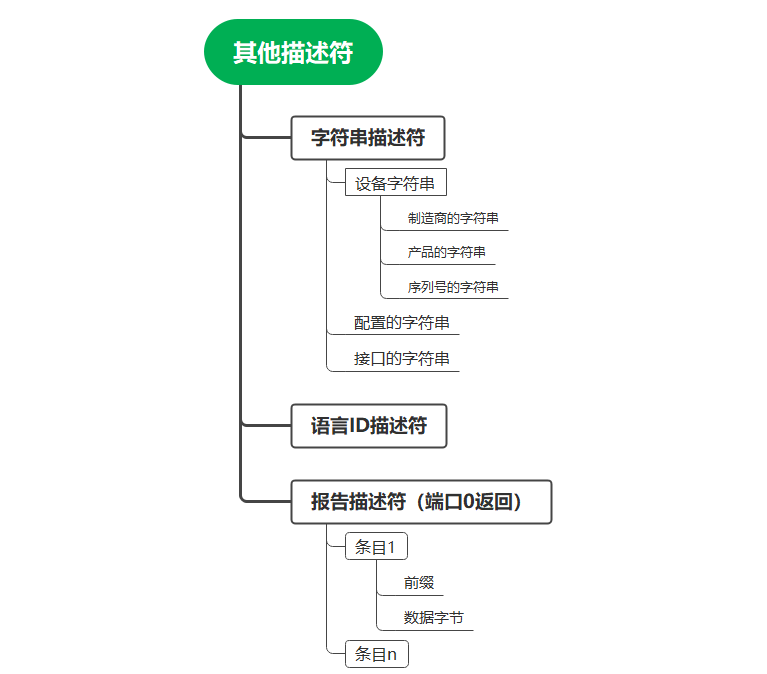 其他描述符
字符串描述符
设备字符串
制造商的字符串
产品的字符串
序列号的字符串
配置的字符串
接口的字符串
语言ID描述符
报告描述符（端口0返回）
条目1
前缀
数据字节
条目n